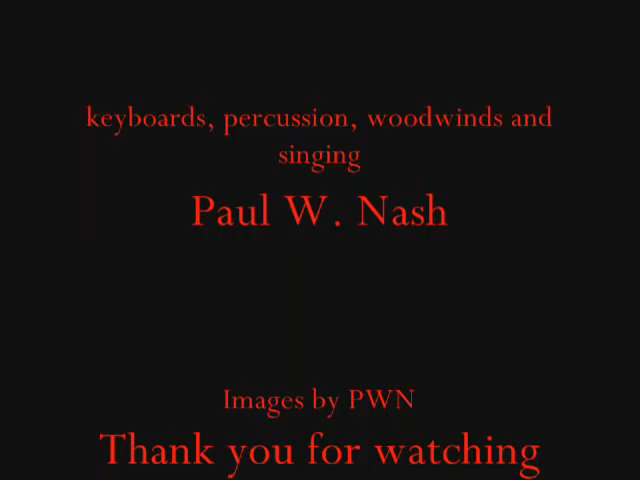 keyboards, percussion, woodwinds and
singing
Paul W. Nash
Images by PWN
Thank you for watching